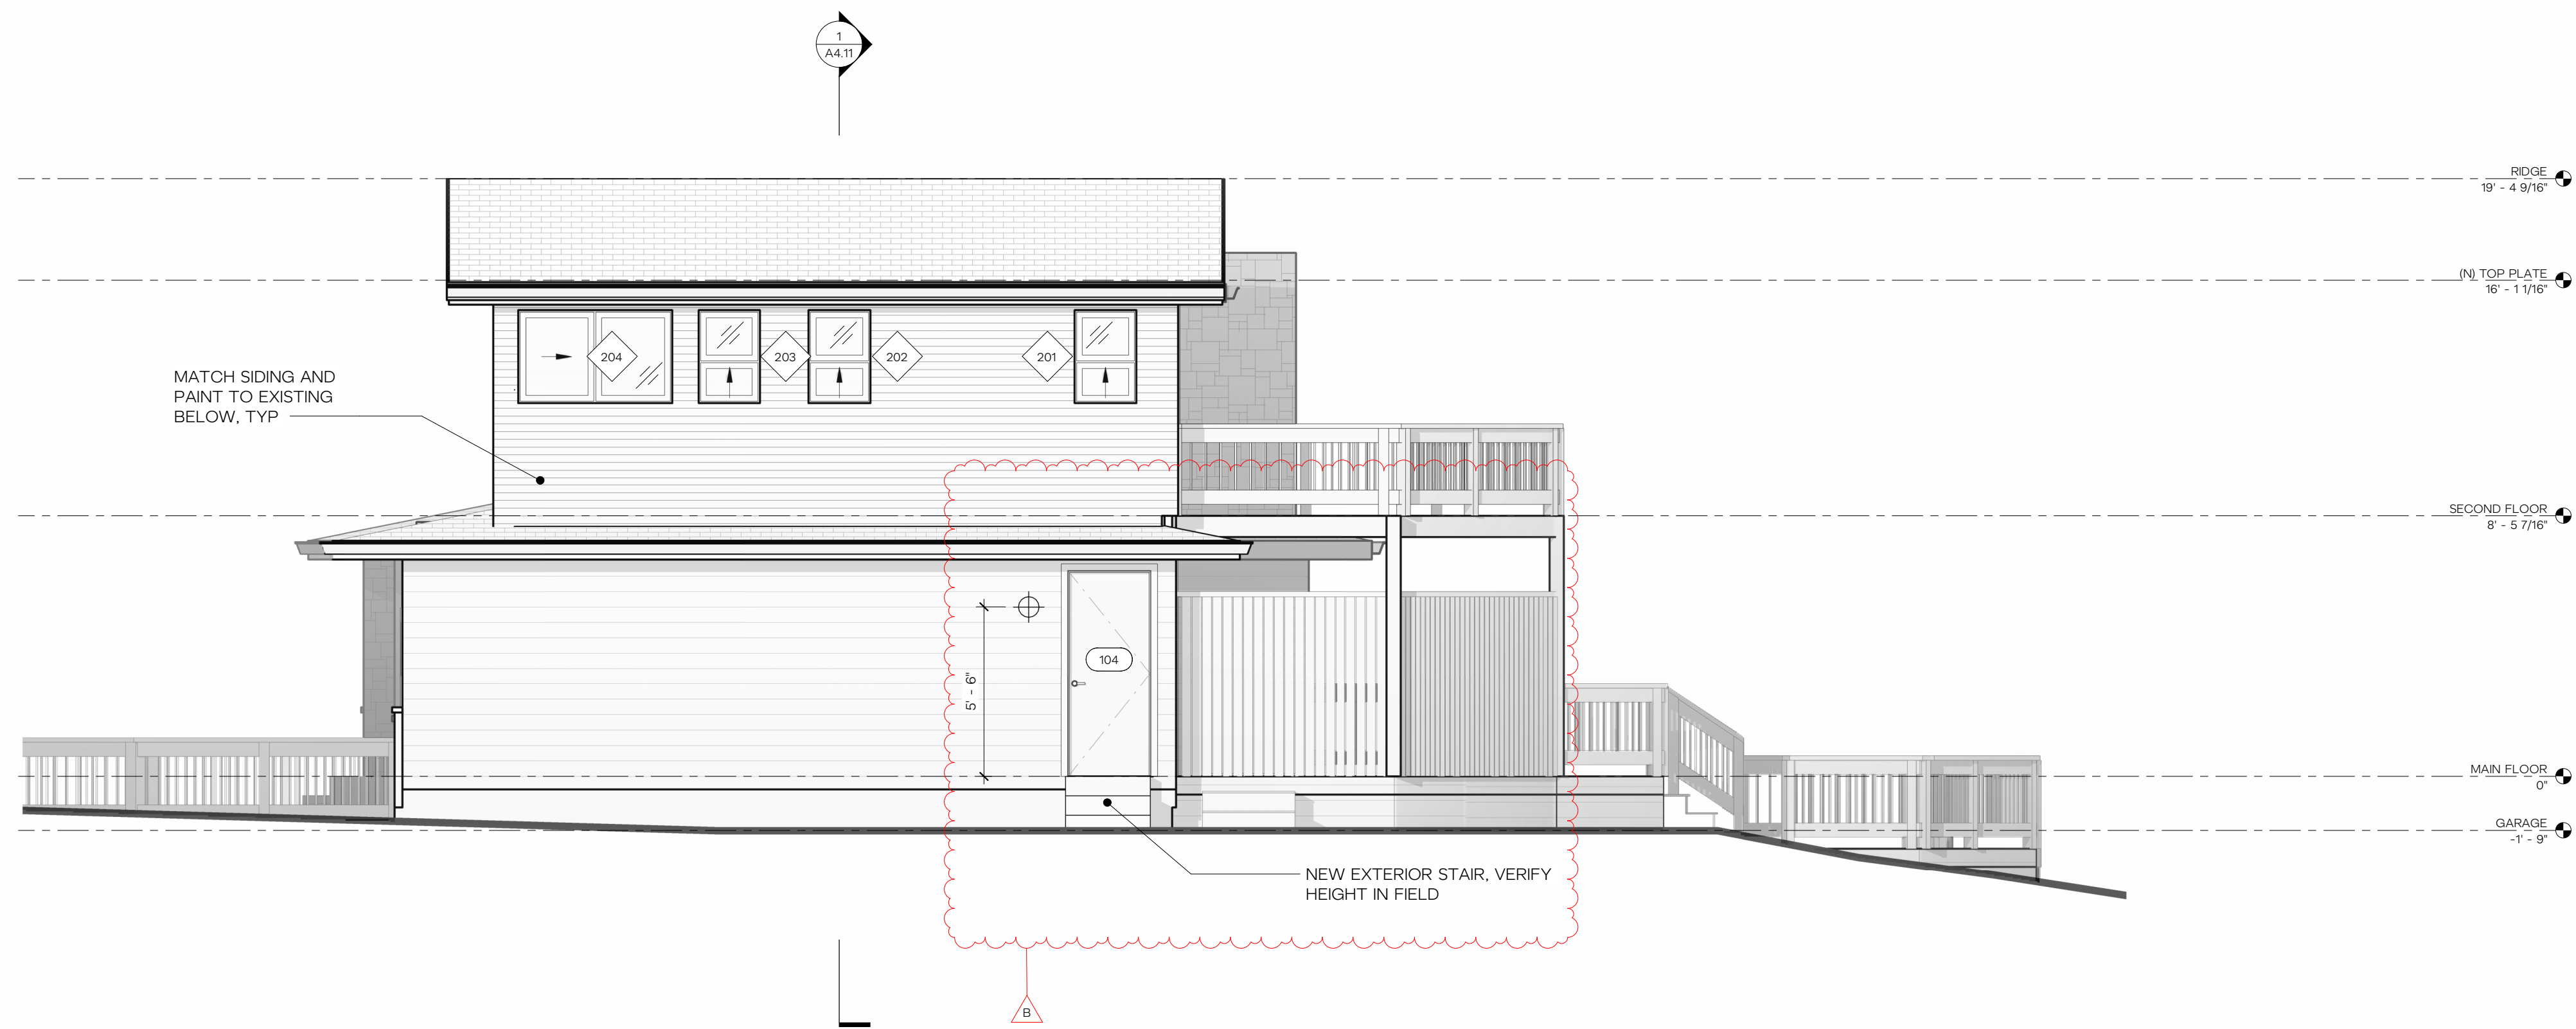 1
A4.11
RIDGE
19' - 4 9/16"
(N) TOP PLATE
16' - 1 1/16"
204
203
202
201
MATCH SIDING AND
PAINT TO EXISTING
BELOW, TYP
SECOND FLOOR
8' - 5 7/16"
104
5' - 6"
MAIN FLOOR
0"
GARAGE
-1' - 9"
NEW EXTERIOR STAIR, VERIFY
HEIGHT IN FIELD
B